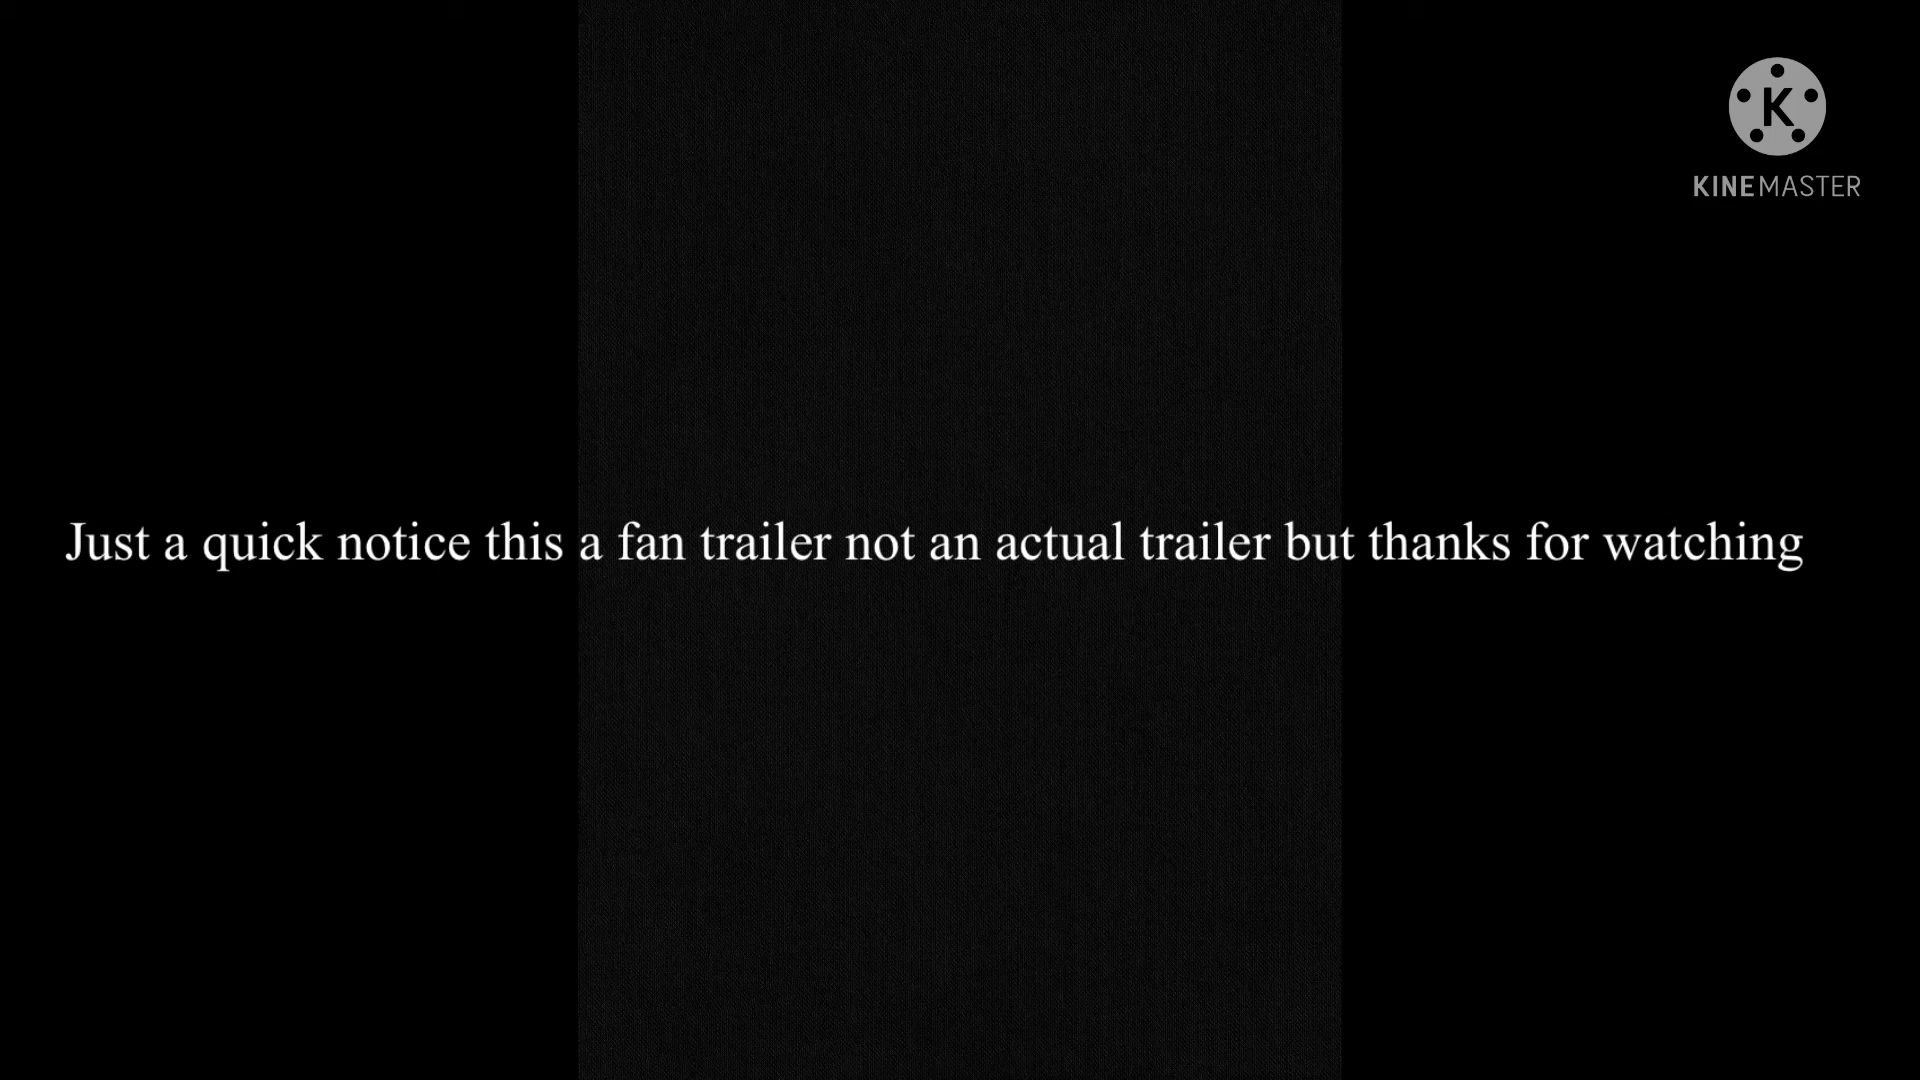 K
KINEMASTER
Just a quick notice this a fan trailer not an actual trailer but thanks for watching